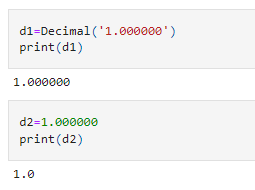 d1=Decimal('1.000000')
print(d1)
1.000000
d2=1.000000
print(d2)
1.0